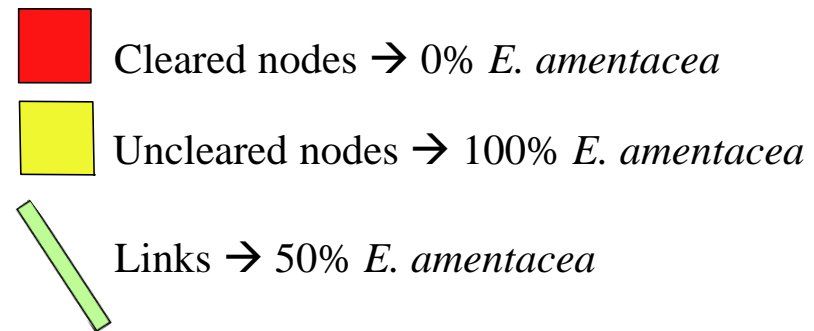 Cleared nodes → 0% E. amentacea
Uncleared nodes → 100% E. amentacea
Links → 50% E. amentacea